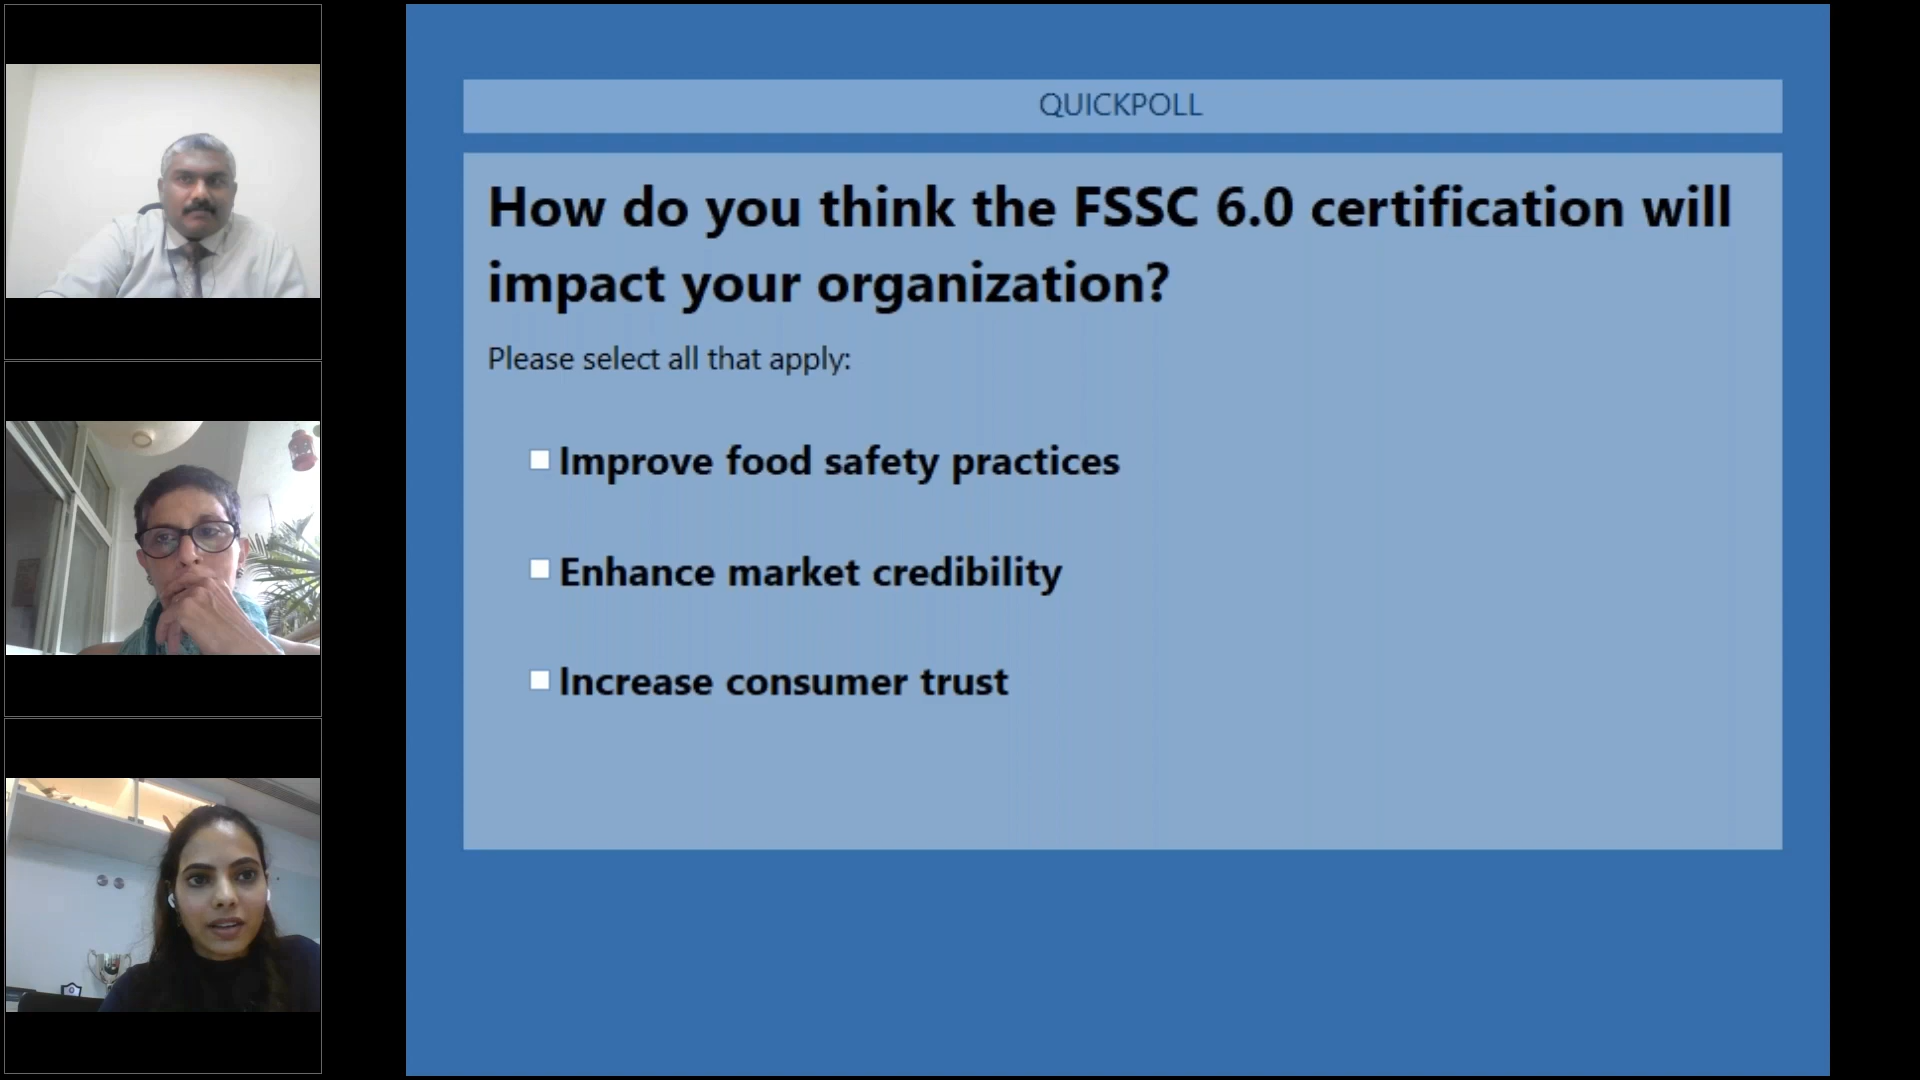 QUICKPOLL
How do you think the FSSC 6.0 certification will
impact your organization?
Please select all that apply:
Improve food safety practices
Enhance market credibility
Increase consumer trust